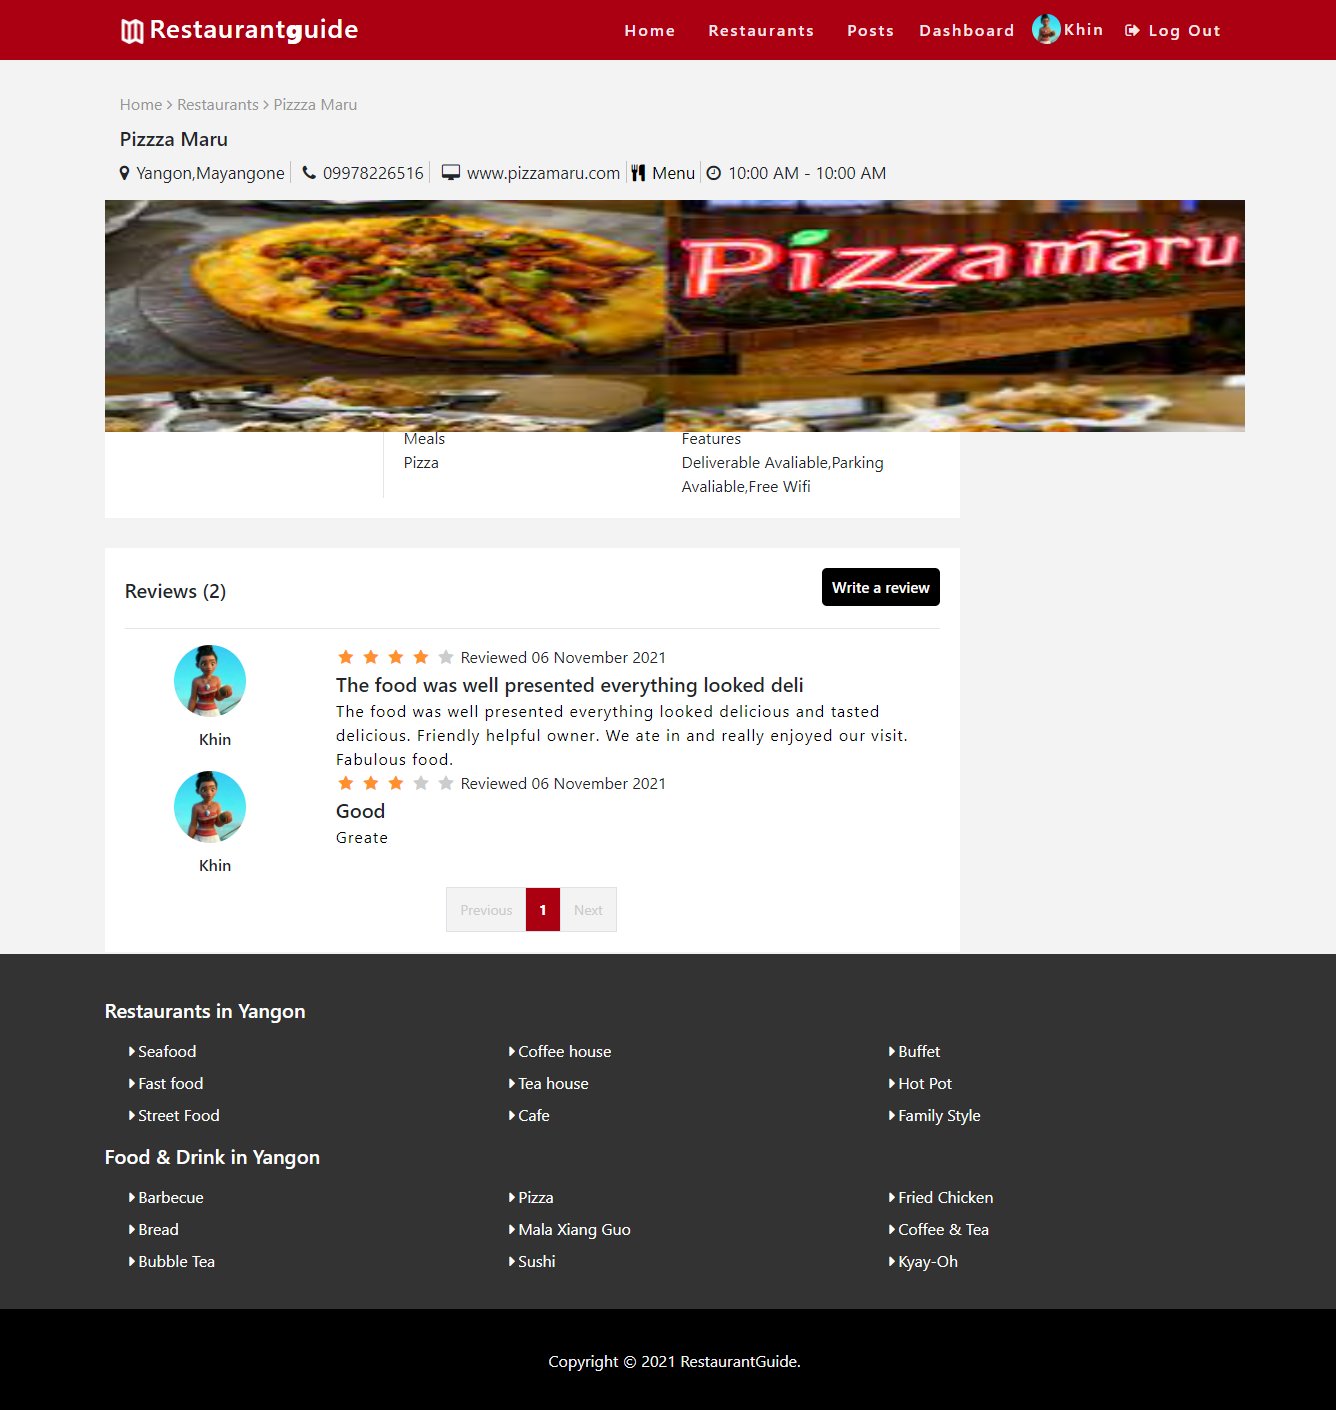 Restaurantguide
Home Restaurants Posts Dashboard Khin Log Out
Home > Restaurants > Pizzza Maru
Pizzza Maru
Yangon,Mayangone 09978226516 www.pizzamaru.com Menu 10:00 AM - 10:00 AM
Pizza maru
Meals
Pizza
Features
Deliverable Avaliable,Parking
Avaliable,Free Wifi
Reviews (2)
Write a review
Khin
Reviewed 06 November 2021
The food was well presented everything looked deli
The food was well presented everything looked delicious and tasted
delicious. Friendly helpful owner. We ate in and really enjoyed our visit.
Fabulous food.
Khin
Reviewed 06 November 2021
Good
Greate
Previous 1 Next
Restaurants in Yangon
Seafood Coffee house Buffet
Fast food Tea house Hot Pot
Street Food Cafe Family Style
Food & Drink in Yangon
Barbecue Pizza Fried Chicken
Bread Mala Xiang Guo Coffee & Tea
Bubble Tea Sushi Kyay-Oh
Copyright © 2021 RestaurantGuide.